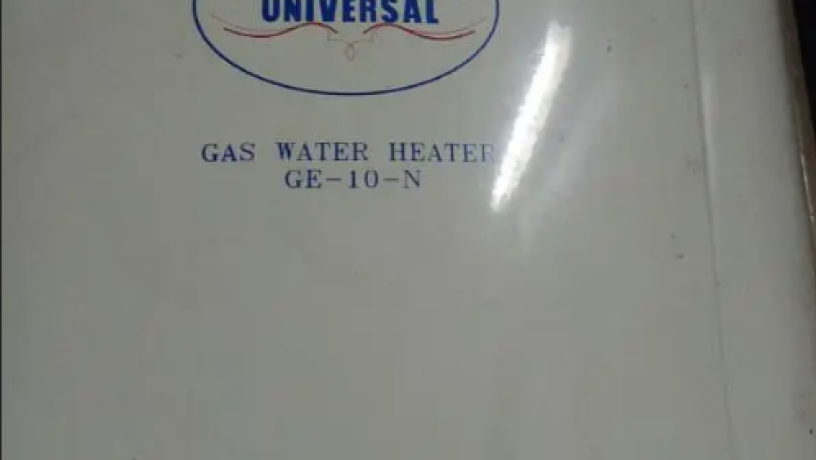 UNIVERSAL
GAS WATER HEATER
GE-10-N